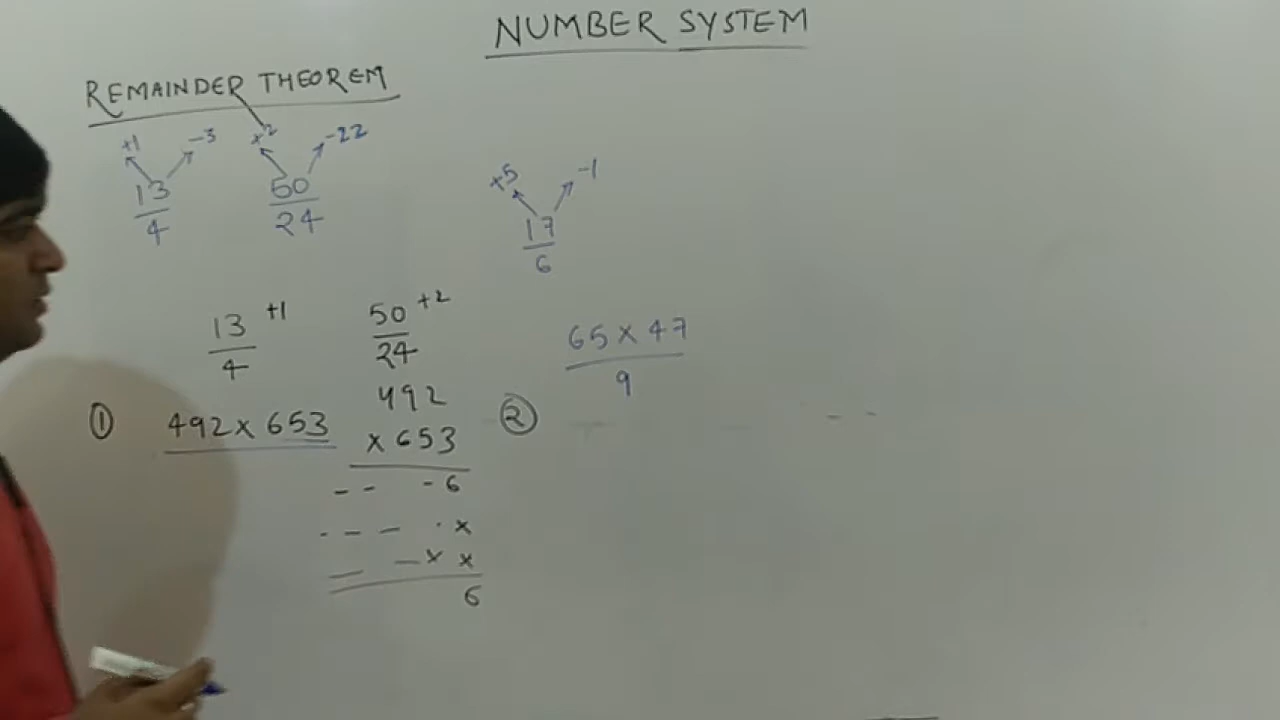 NUMBER SYSTEM
REMAINDER THEOREM
+1 -3 +2 -22
13 50
4 24
+5 -1
17
6
13 +1 50 +2
4 24
65 x 47
9
① 492 x 653
492
x 653
-- -6
--- . x
-- x x
6
②